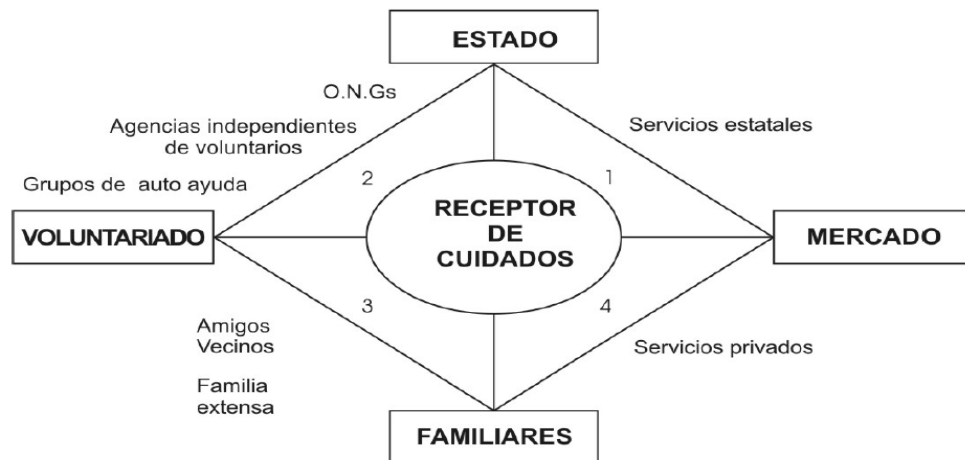 ESTADO
O.N.Gs
Agencias independientes
de voluntarios
Servicios estatales
Grupos de auto ayuda
2
1
VOLUNTARIADO
RECEPTOR
DE
CUIDADOS
MERCADO
3
4
Amigos
Vecinos
Servicios privados
Familia
extensa
FAMILIARES